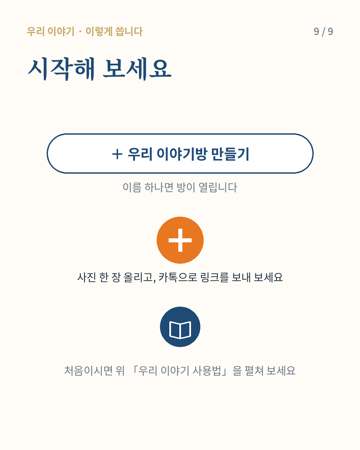 우리 이야기 · 이렇게 씁니다
9 / 9
시작해 보세요
+ 우리 이야기방 만들기
이름 하나면 방이 열립니다
사진 한 장 올리고, 카톡으로 링크를 보내 보세요
처음이시면 위 「우리 이야기 사용법」을 펼쳐 보세요